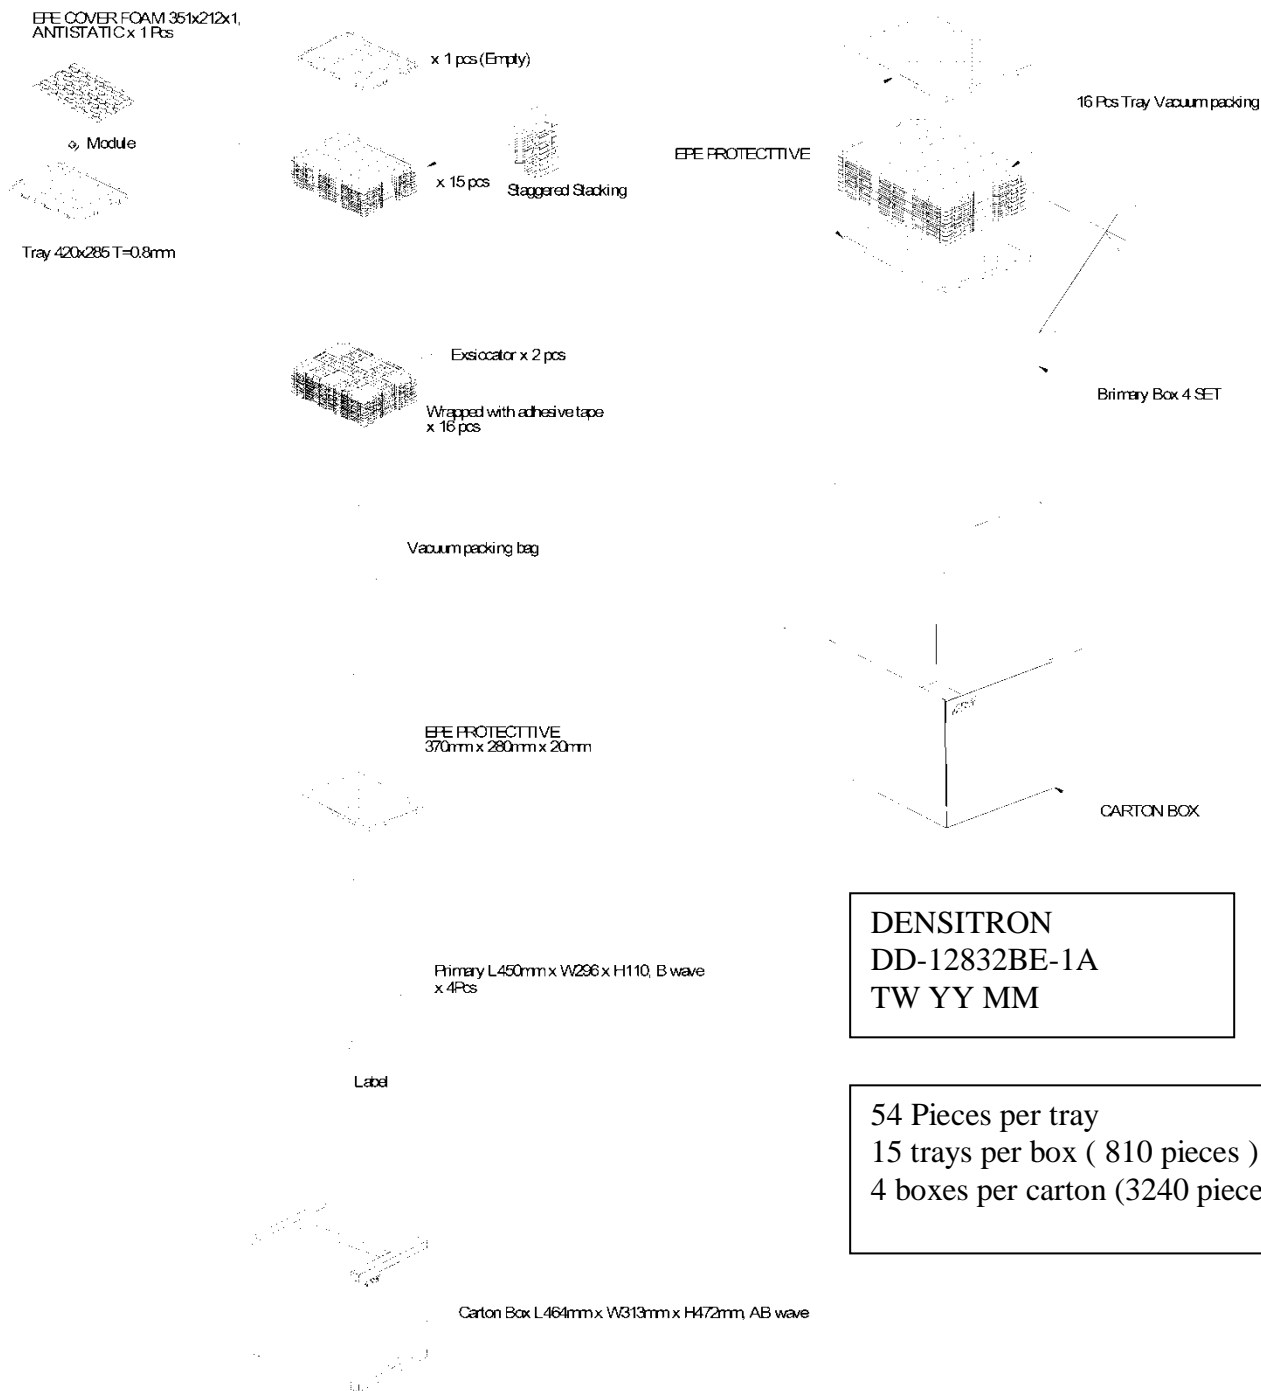 EPE COVER FOAM 351x212x1,
ANTISTATIC x 1 Pcs
x 1 pcs (Empty)
16 Pcs Tray Vacuum packing
Module
EPE PROTECTTIVE
x 15 pcs
Staggered Stacking
Tray 420x285 T=0.8mm
Exsiccator x 2 pcs
Brimary Box 4 SET
Wrapped with adhesive tape
x 16 pcs
Vacuum packing bag
EPE PROTECTTIVE
370mm x 280mm x 20mm
CARTON BOX
DENSITRON
DD-12832BE-1A
TW YY MM
Primary L450mm x W296 x H110, B wave
x 4Pcs
Label
54 Pieces per tray
15 trays per box ( 810 pieces )
4 boxes per carton (3240 piece
Carton Box L464mm x W313mm x H472mm, AB wave